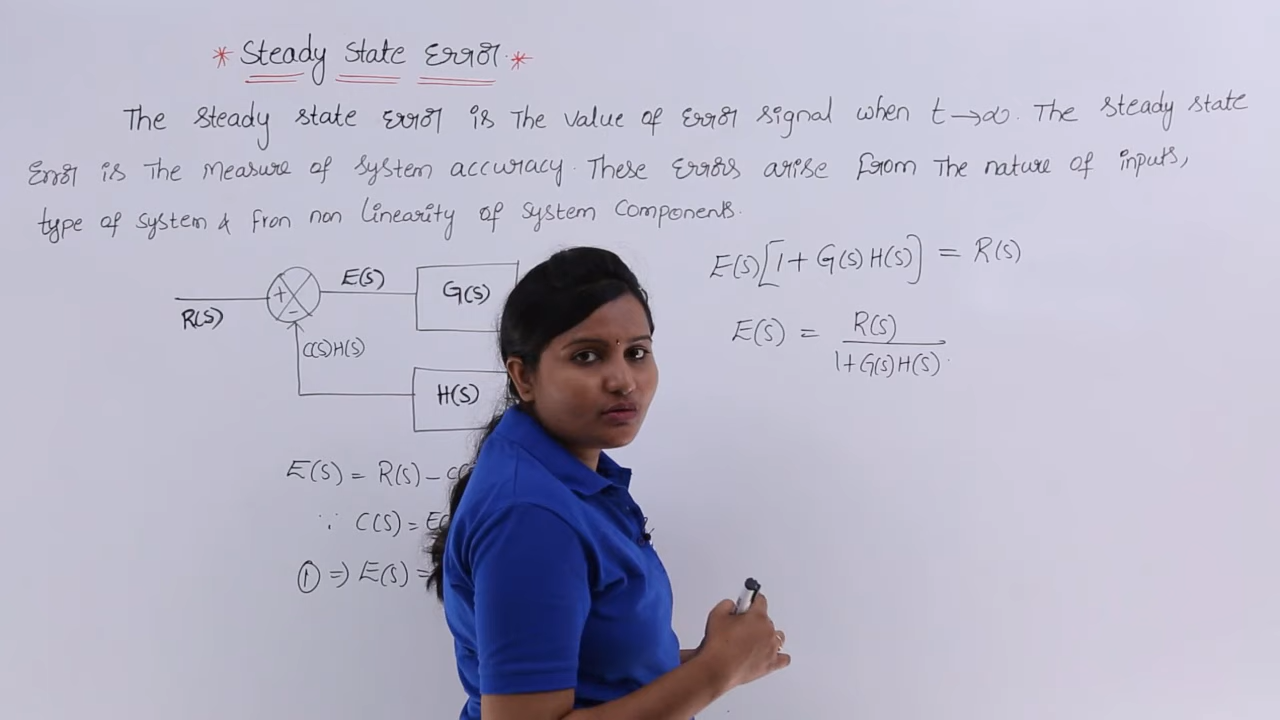 * Steady State Error *
The steady state Error is The value of Error signal when t→∞. The steady state
Error is The measure of system accuracy. These Errors arise from The nature of inputs,
type of system & from non linearity of system components.
E(S)[1+ G(S) H(S)] = R(S)
E(S) = R(S) / 1+G(S)H(S)
R(S)
+
-
E(S)
G(S)
C(S)H(S)
H(S)
E(S) = R(S) –
∵ C(S) =
① ⇒ E(S) =